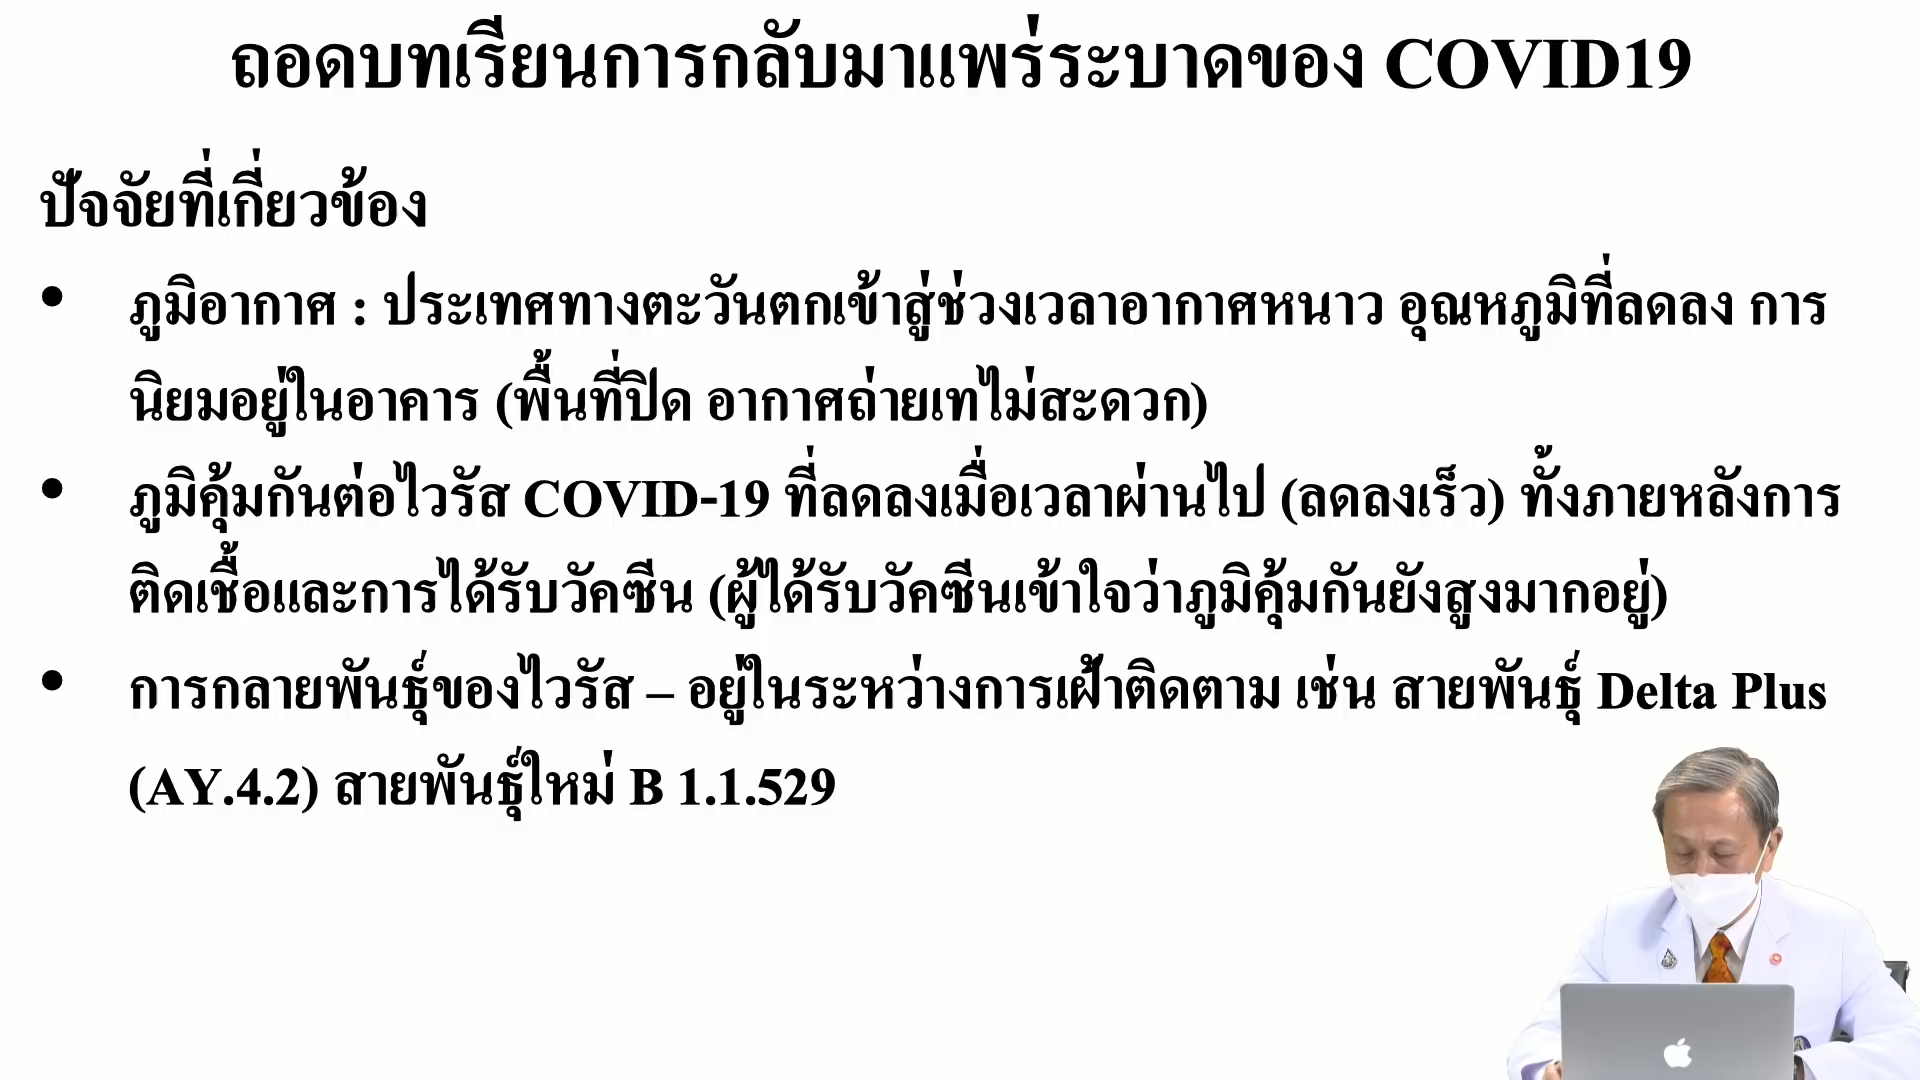 ถอดบทเรียนการกลับมาแพร่ระบาดของ COVID19
ปัจจัยที่เกี่ยวข้อง
• ภูมิอากาศ : ประเทศทางตะวันตกเข้าสู่ช่วงเวลาอากาศหนาว อุณหภูมิที่ลดลง การ
นิยมอยู่ในอาคาร (พื้นที่ปิด อากาศถ่ายเทไม่สะดวก)
• ภูมิคุ้มกันต่อไวรัส COVID-19 ที่ลดลงเมื่อเวลาผ่านไป (ลดลงเร็ว) ทั้งภายหลังการ
ติดเชื้อและการได้รับวัคซีน (ผู้ได้รับวัคซีนเข้าใจว่าภูมิคุ้มกันยังสูงมากอยู่)
• การกลายพันธุ์ของไวรัส – อยู่ในระหว่างการเฝ้าติดตาม เช่น สายพันธุ์ Delta Plus
(AY.4.2) สายพันธุ์ใหม่ B 1.1.529